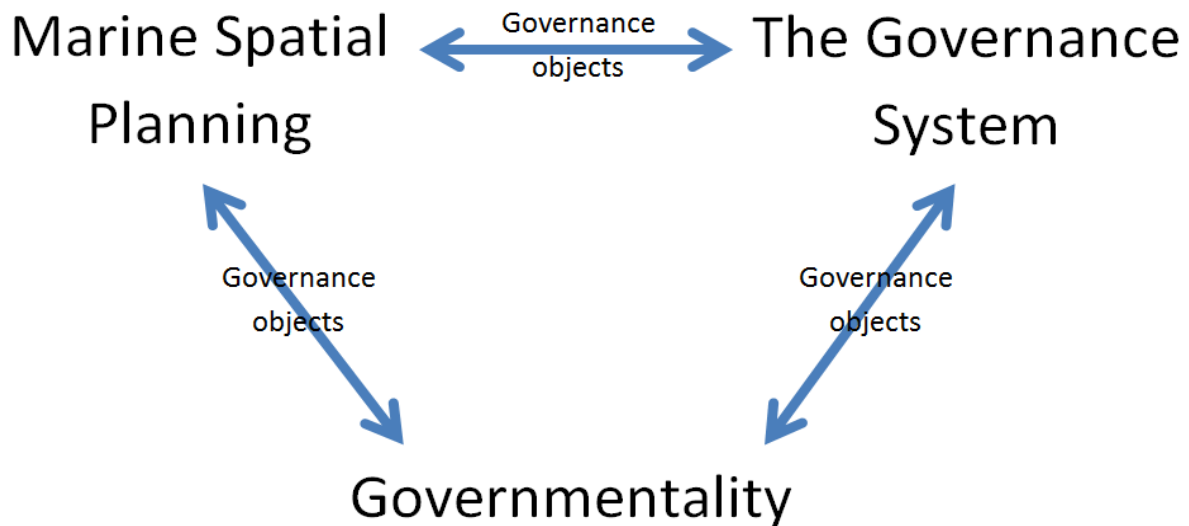 Marine Spatial
Planning
Governance
objects
The Governance
System
Governance
objects
Governance
objects
Governmentality